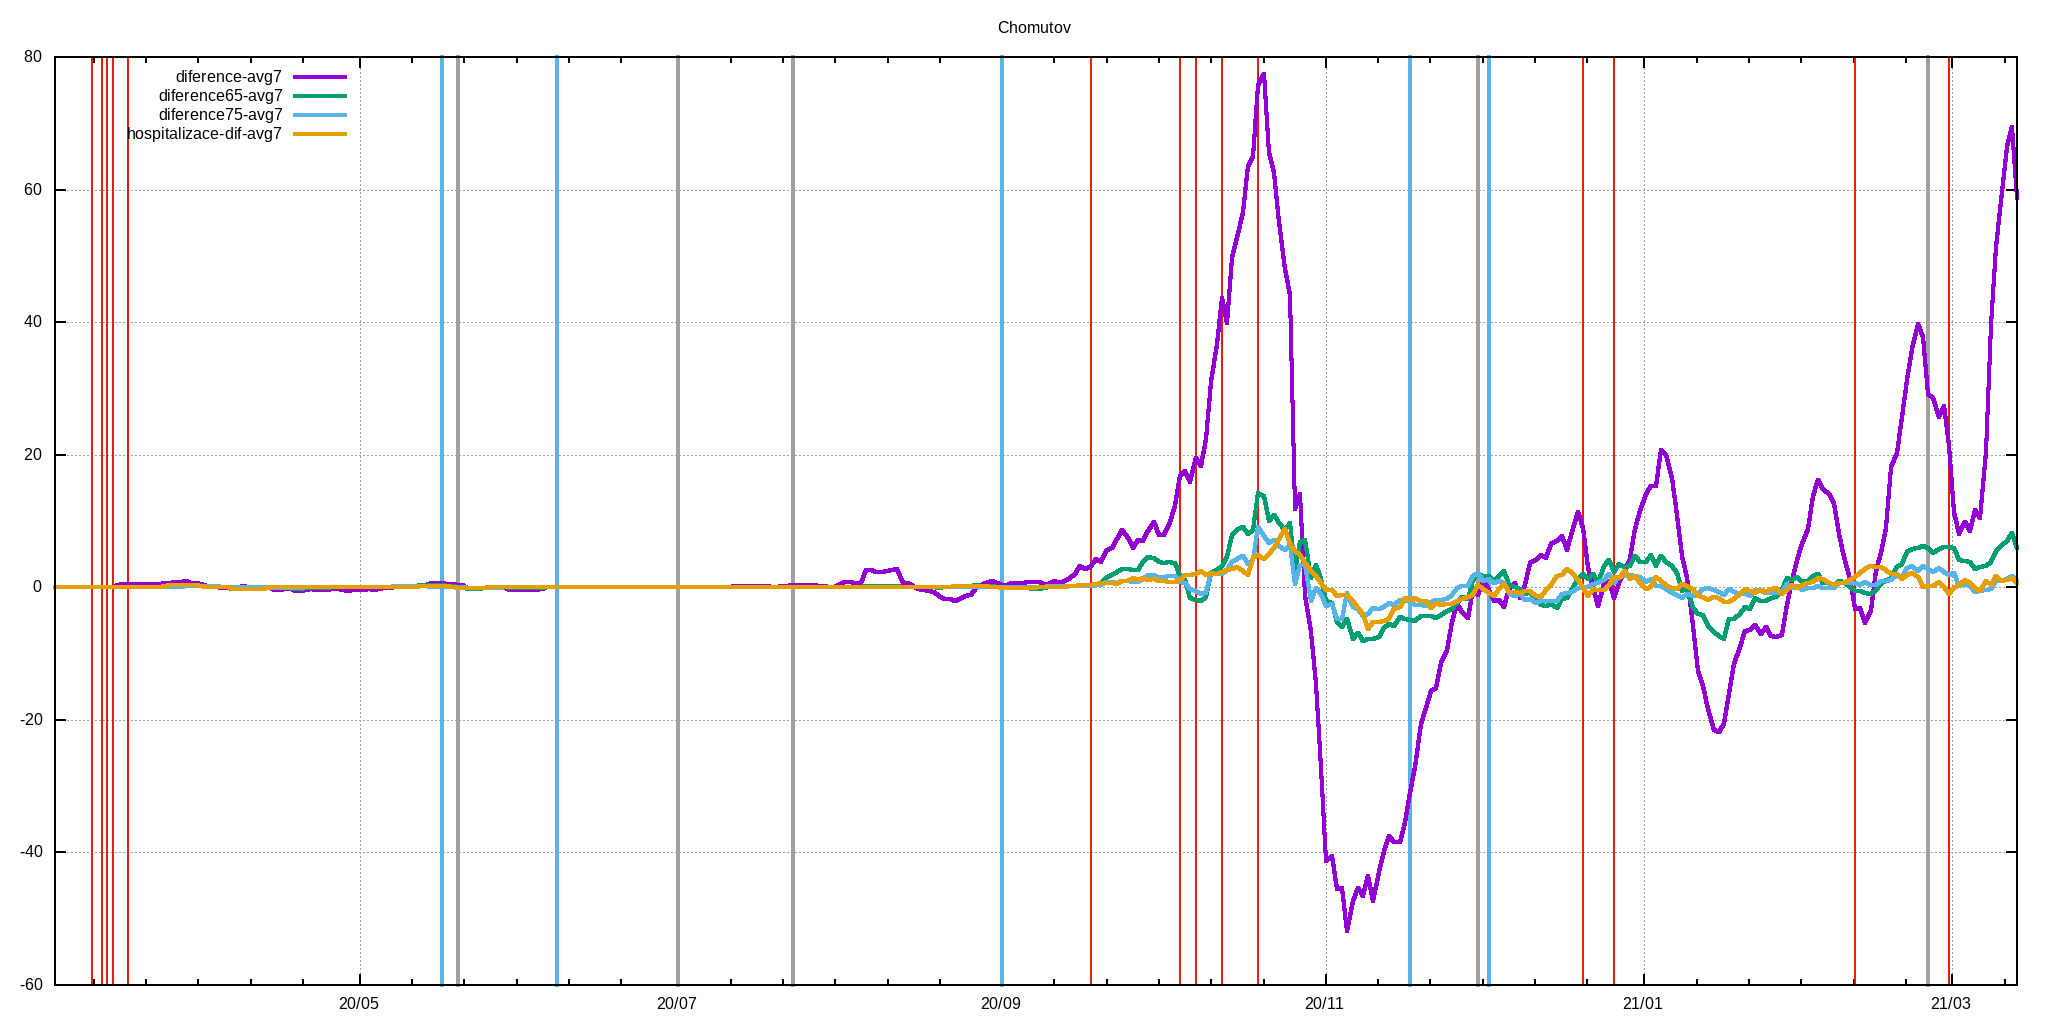 Chomutov
80
60
40
20
0
-20
-40
-60
diference-avg7
diference65-avg7
diference75-avg7
hospitalizace-dif-avg7
20/05 20/07 20/09 20/11 21/01 21/03